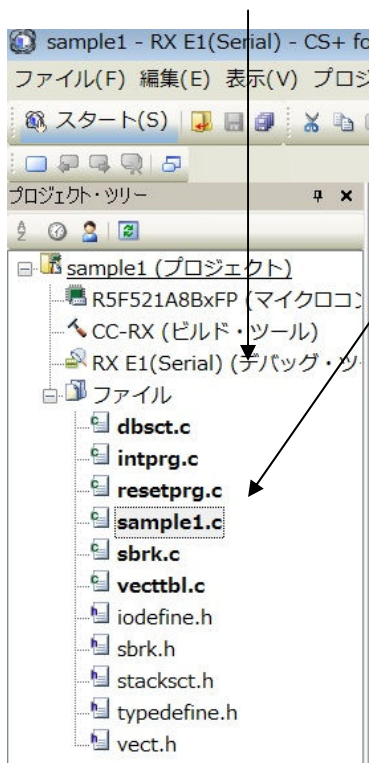 sample1 - RX E1(Serial) - CS+ fo
ファイル(F) 編集(E) 表示(V) プロジ
スタート(S)
プロジェクト・ツリー
sample1 (プロジェクト)
R5F521A8BxFP (マイクロコン
CC-RX (ビルド・ツール)
RX E1(Serial) (デバッグ・ツ
ファイル
dbsct.c
intprg.c
resetprg.c
sample1.c
sbrk.c
vecttbl.c
iodefine.h
sbrk.h
stacksct.h
typedefine.h
vect.h